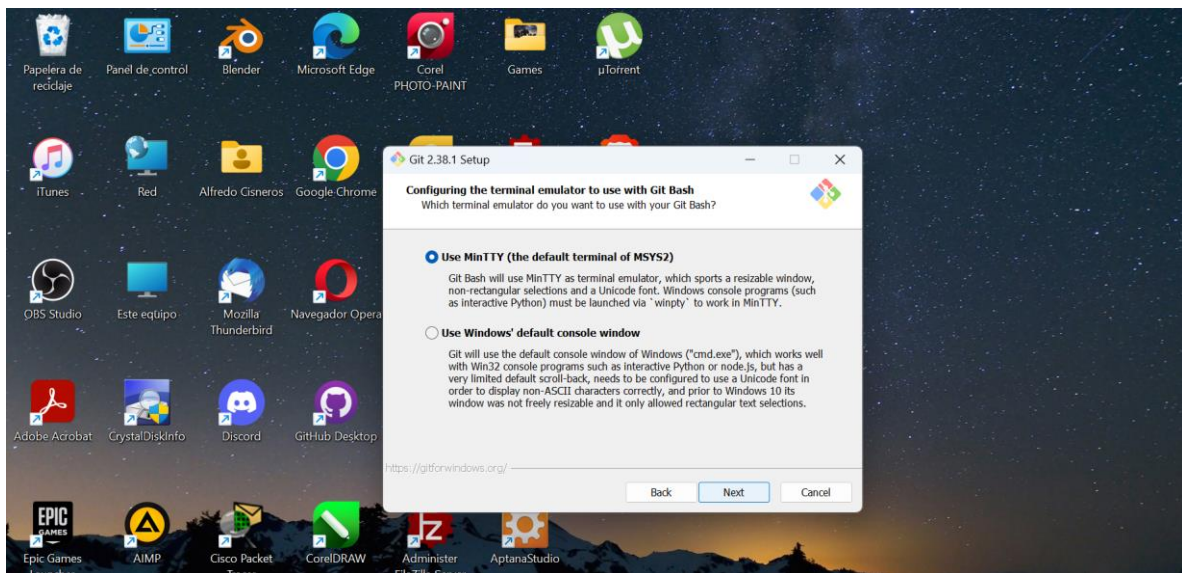 Papelera de
reciclaje
Panel de control
Blender
Microsoft Edge
Corel
PHOTO-PAINT
Games
µTorrent
iTunes
Red
Alfredo Cisneros
Google Chrome
OBS Studio
Este equipo
Mozilla
Thunderbird
Navegador Opera
Adobe Acrobat
CrystalDiskInfo
Discord
GitHub Desktop
EPIC
GAMES
Epic Games
AIMP
Cisco Packet
CorelDRAW
Administer
AptanaStudio
Git 2.38.1 Setup
Configuring the terminal emulator to use with Git Bash
Which terminal emulator do you want to use with your Git Bash?
Use MinTTY (the default terminal of MSYS2)
Git Bash will use MinTTY as terminal emulator, which sports a resizable window,
non-rectangular selections and a Unicode font. Windows console programs (such
as interactive Python) must be launched via `winpty` to work in MinTTY.
Use Windows' default console window
Git will use the default console window of Windows ("cmd.exe"), which works well
with Win32 console programs such as interactive Python or node.js, but has a
very limited default scroll-back, needs to be configured to use a Unicode font in
order to display non-ASCII characters correctly, and prior to Windows 10 its
window was not freely resizable and it only allowed rectangular text selections.
https://gitforwindows.org/
Back
Next
Cancel